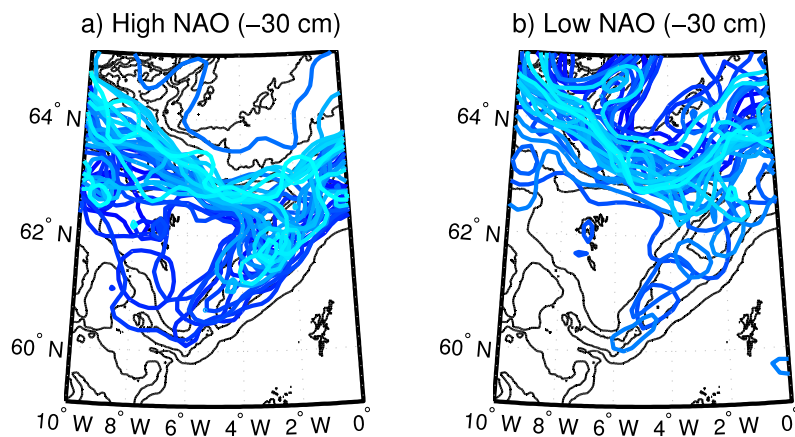 a) High NAO (−30 cm)
b) Low NAO (−30 cm)
64° N
62° N
60° N
10° W 8° W 6° W 4° W 2° W 0°
64° N
62° N
60° N
10° W 8° W 6° W 4° W 2° W 0°